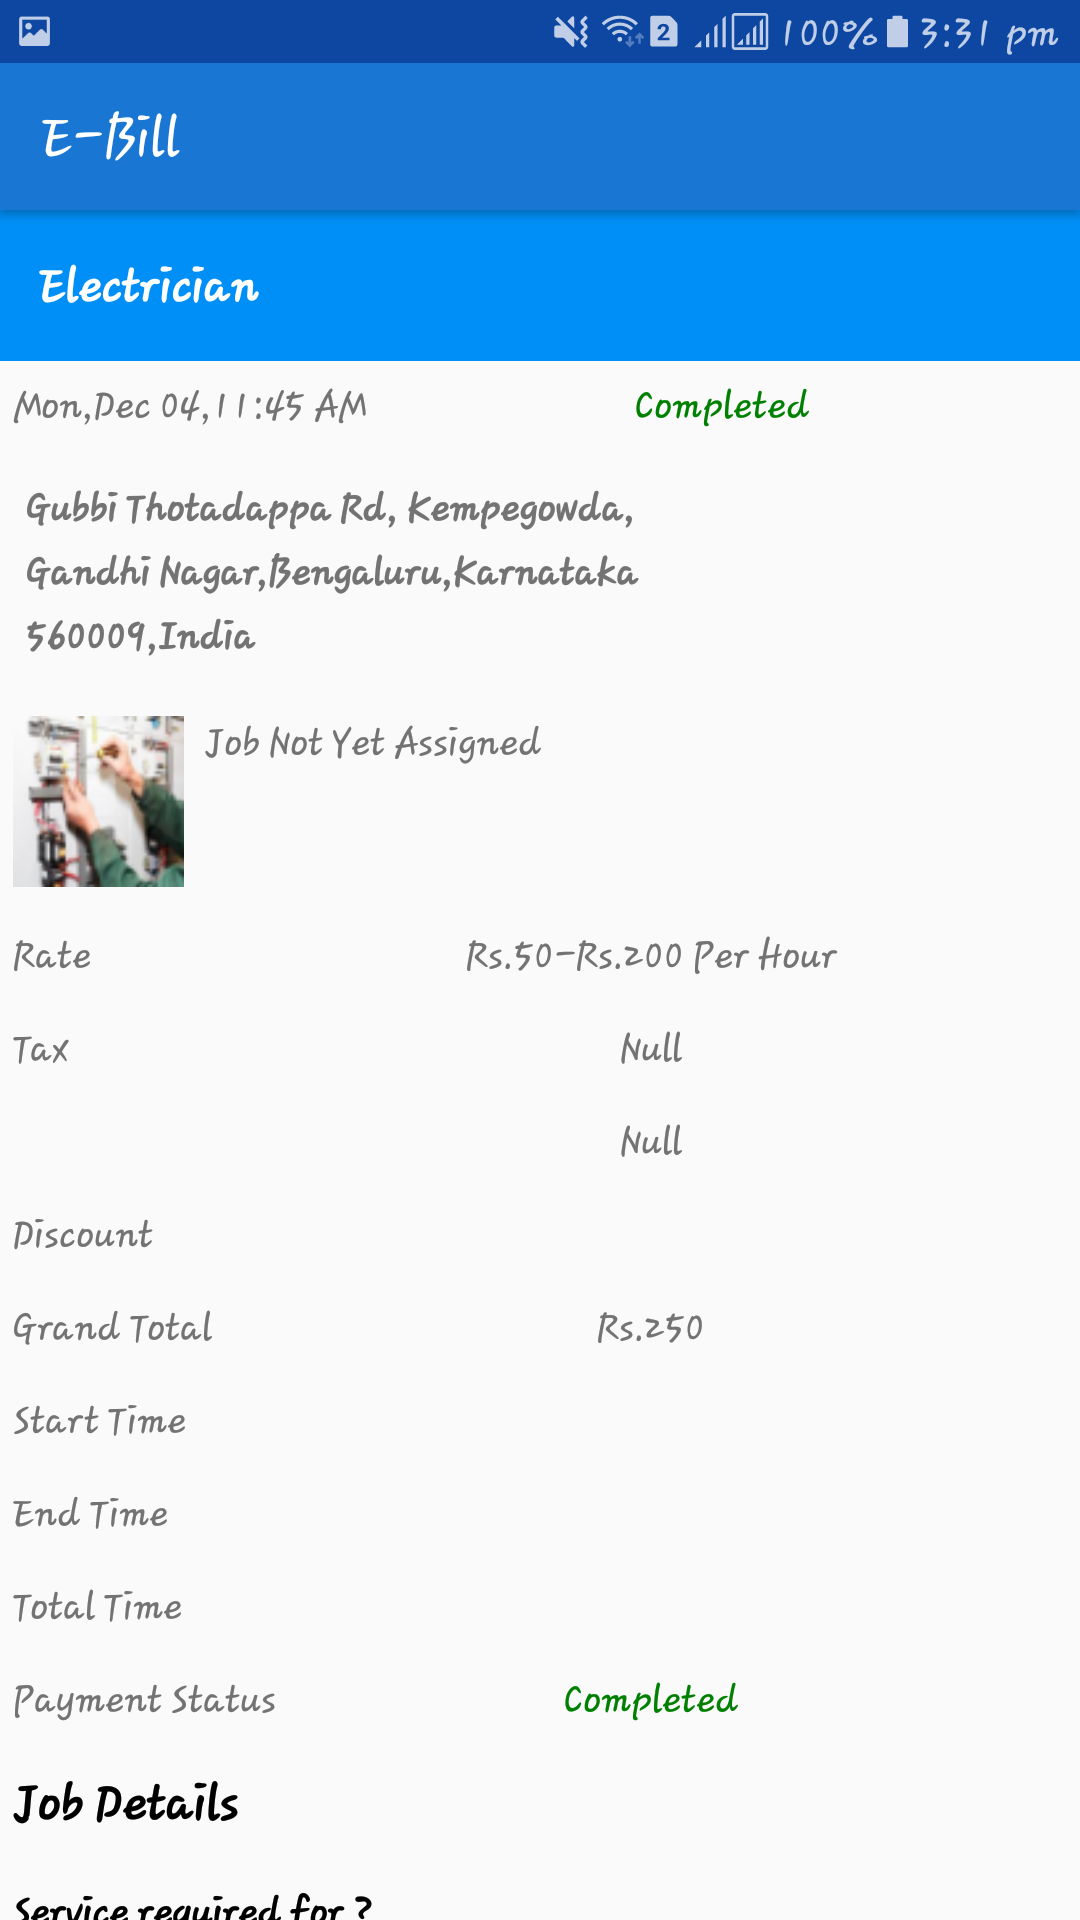 2 100% 3:31 pm
E-Bill
Electrician
Mon,Dec 04,11:45 AM Completed
Gubbi Thotadappa Rd, Kempegowda,
Gandhi Nagar,Bengaluru,Karnataka
560009,India
Job Not Yet Assigned
Rate Rs.50-Rs.200 Per Hour
Tax Null
Null
Discount
Grand Total Rs.250
Start Time
End Time
Total Time
Payment Status Completed
Job Details
Service required for ?